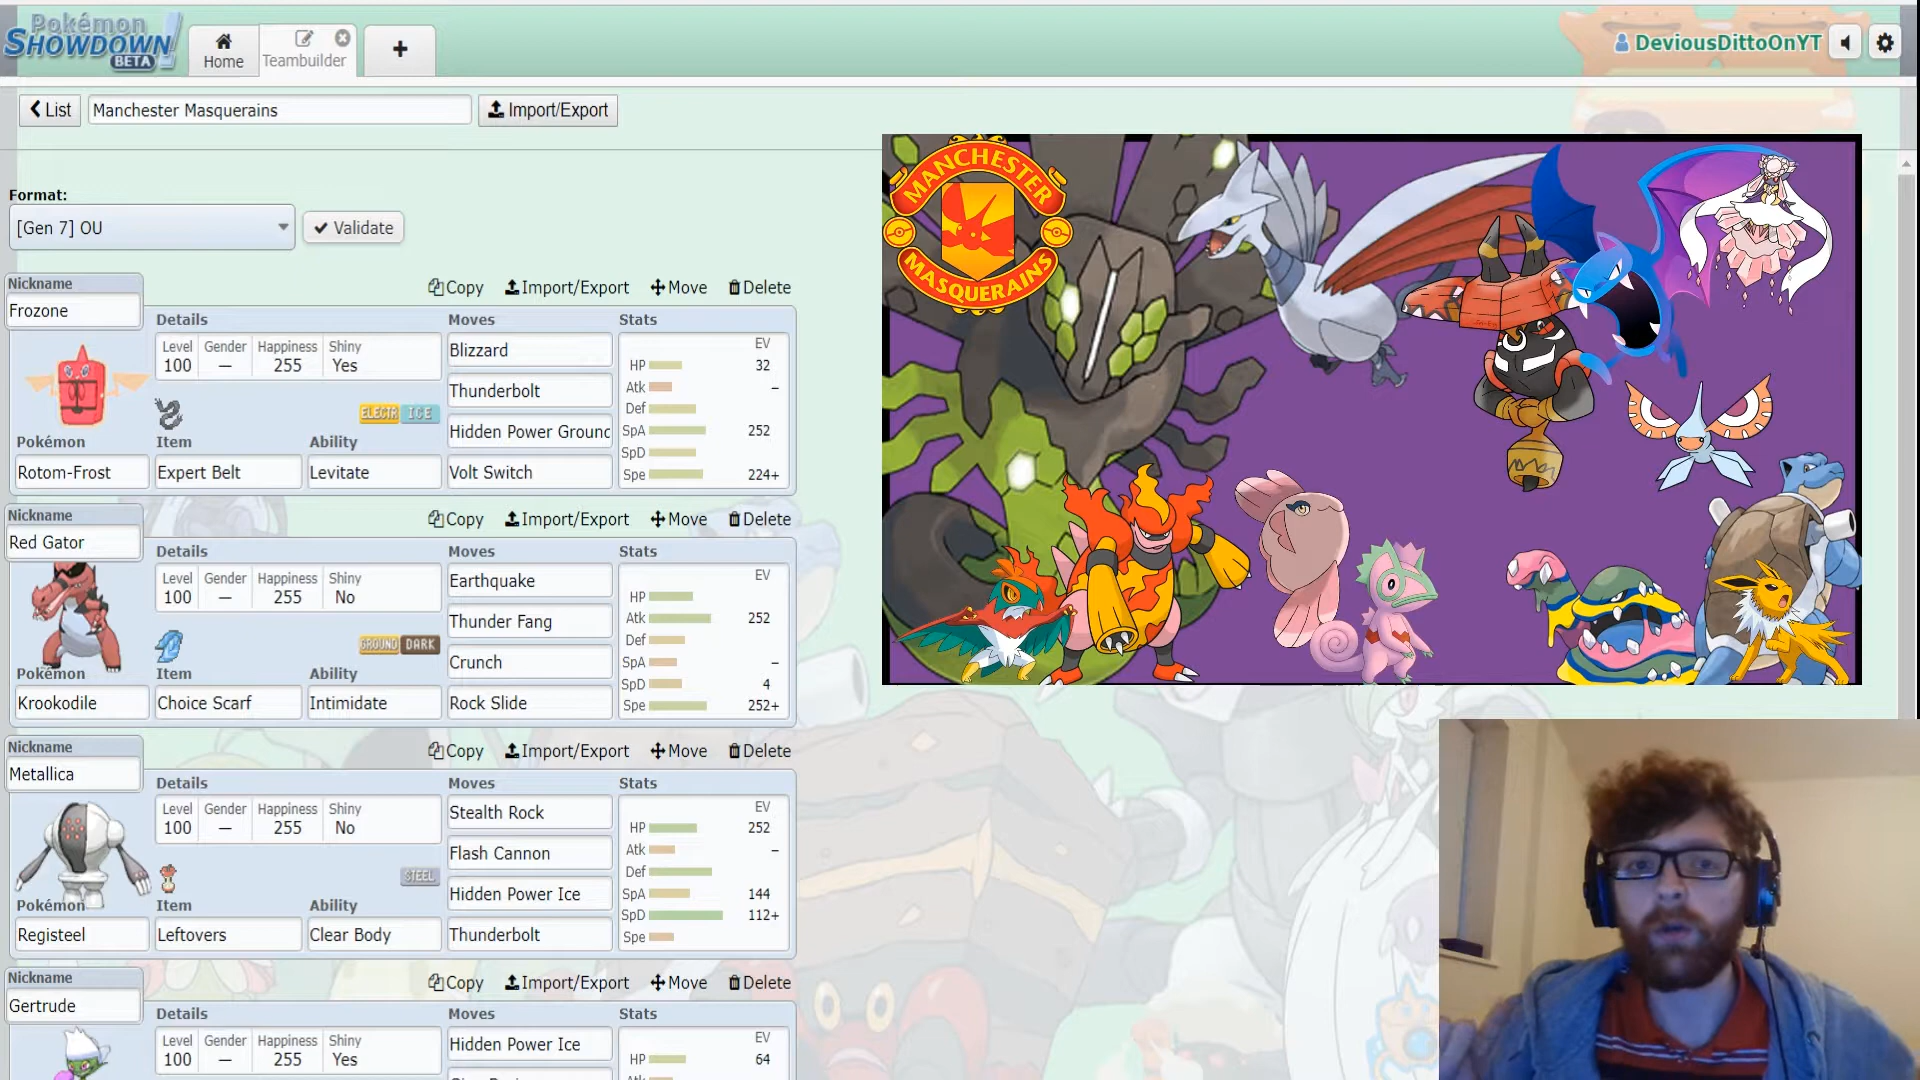 Pokémon
SHOWDOWN!
BETA
Home
Teambuilder
+
DeviousDittoOnYT
List
Manchester Masquerains
Import/Export
Format:
[Gen 7] OU
Validate
MANCHESTER
MASQUERAINS
Nickname
Frozone
Copy Import/Export Move Delete
Details
Moves
Stats
Level Gender Happiness Shiny
100 — 255 Yes
ELECTR ICE
Pokémon Item Ability
Rotom-Frost Expert Belt Levitate
Blizzard
Thunderbolt
Hidden Power Ground
Volt Switch
EV
HP 32
Atk –
Def
SpA 252
SpD
Spe 224+
Nickname
Red Gator
Copy Import/Export Move Delete
Details
Moves
Stats
Level Gender Happiness Shiny
100 — 255 No
GROUND DARK
Pokémon Item Ability
Krookodile Choice Scarf Intimidate
Earthquake
Thunder Fang
Crunch
Rock Slide
EV
HP
Atk 252
Def
SpA –
SpD 4
Spe 252+
Nickname
Metallica
Copy Import/Export Move Delete
Details
Moves
Stats
Level Gender Happiness Shiny
100 — 255 No
STEEL
Pokémon Item Ability
Registeel Leftovers Clear Body
Stealth Rock
Flash Cannon
Hidden Power Ice
Thunderbolt
EV
HP 252
Atk –
Def
SpA 144
SpD 112+
Spe
Nickname
Gertrude
Copy Import/Export Move Delete
Details
Moves
Stats
Level Gender Happiness Shiny
100 — 255 Yes
Hidden Power Ice
EV
HP 64